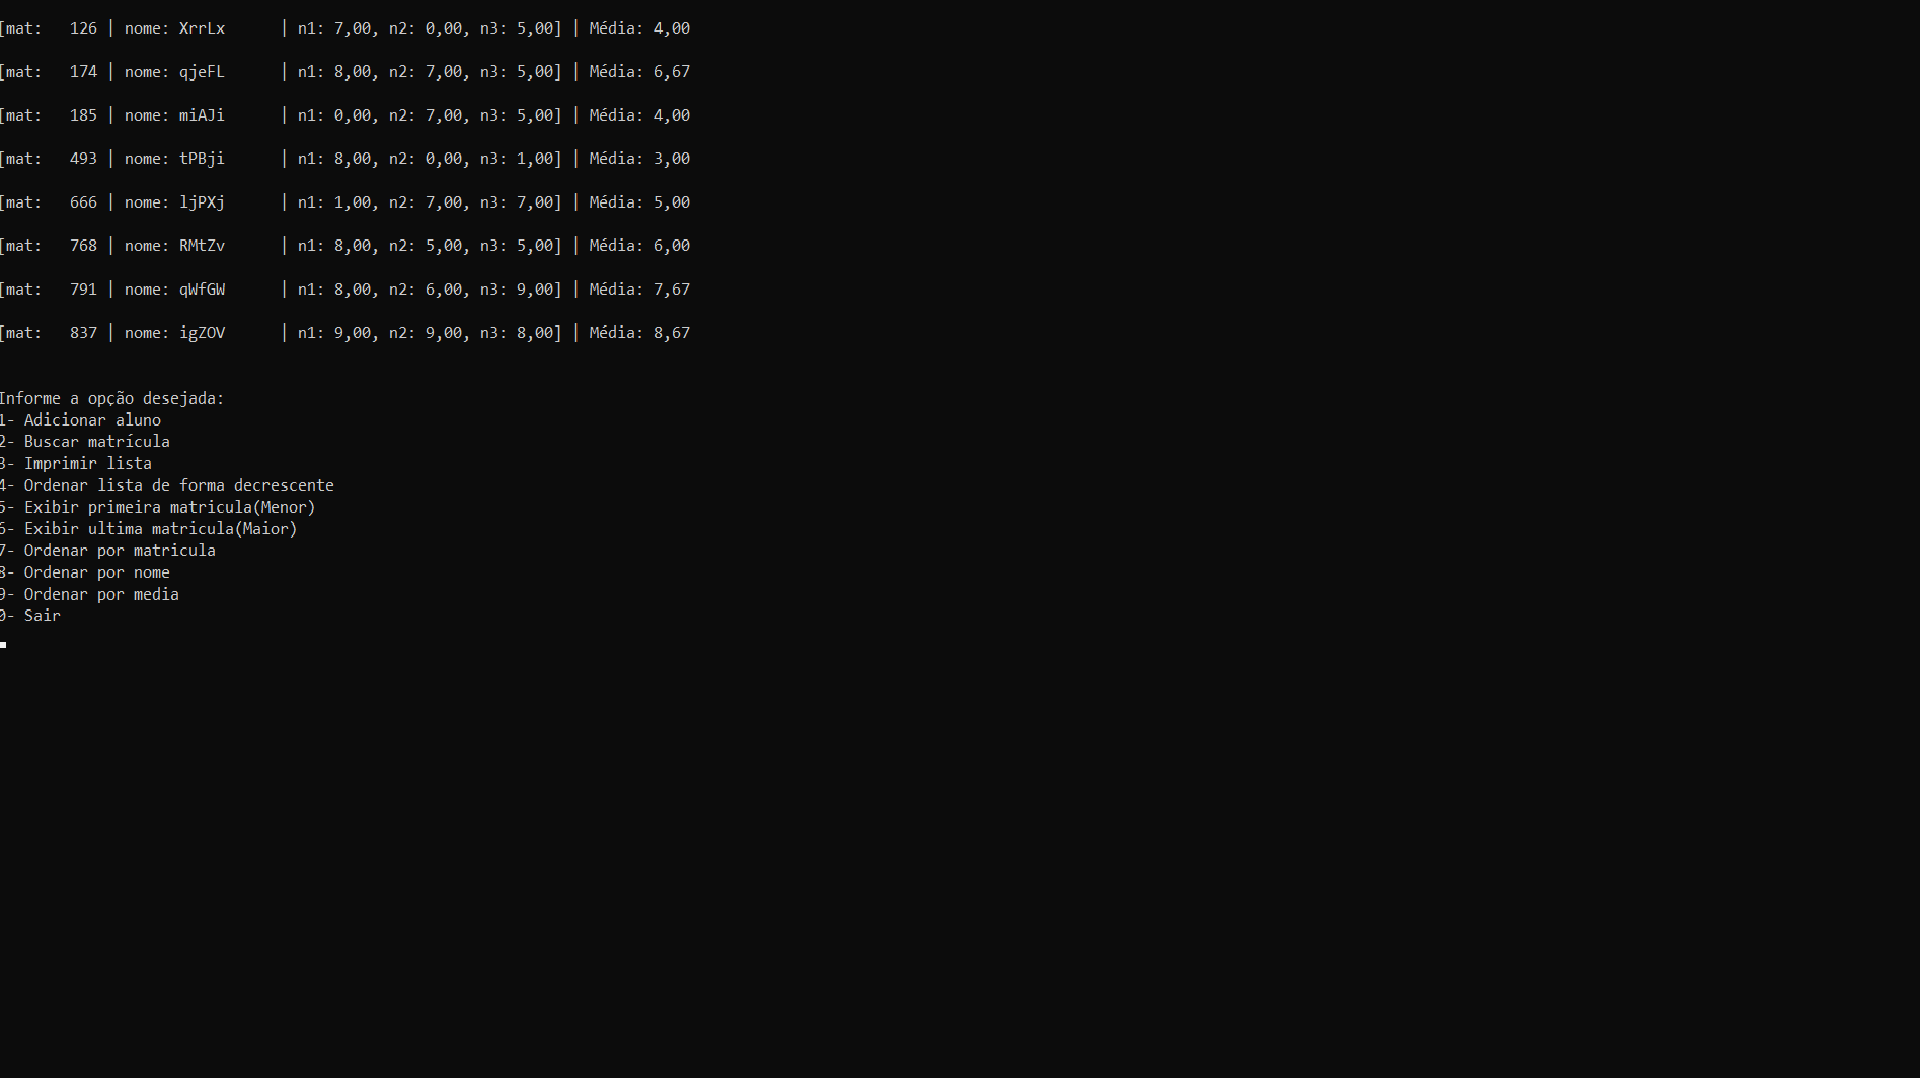 [mat:   126 | nome: XrrLx      | n1: 7,00, n2: 0,00, n3: 5,00] | Média: 4,00
[mat:   174 | nome: qjeFL      | n1: 8,00, n2: 7,00, n3: 5,00] | Média: 6,67
[mat:   185 | nome: miAJi      | n1: 0,00, n2: 7,00, n3: 5,00] | Média: 4,00
[mat:   493 | nome: tPBji      | n1: 8,00, n2: 0,00, n3: 1,00] | Média: 3,00
[mat:   666 | nome: ljPXj      | n1: 1,00, n2: 7,00, n3: 7,00] | Média: 5,00
[mat:   768 | nome: RMtZv      | n1: 8,00, n2: 5,00, n3: 5,00] | Média: 6,00
[mat:   791 | nome: qWfGW      | n1: 8,00, n2: 6,00, n3: 9,00] | Média: 7,67
[mat:   837 | nome: igZOV      | n1: 9,00, n2: 9,00, n3: 8,00] | Média: 8,67
Informe a opção desejada:
1- Adicionar aluno
2- Buscar matrícula
3- Imprimir lista
4- Ordenar lista de forma decrescente
5- Exibir primeira matricula(Menor)
6- Exibir ultima matricula(Maior)
7- Ordenar por matricula
8- Ordenar por nome
9- Ordenar por media
0- Sair